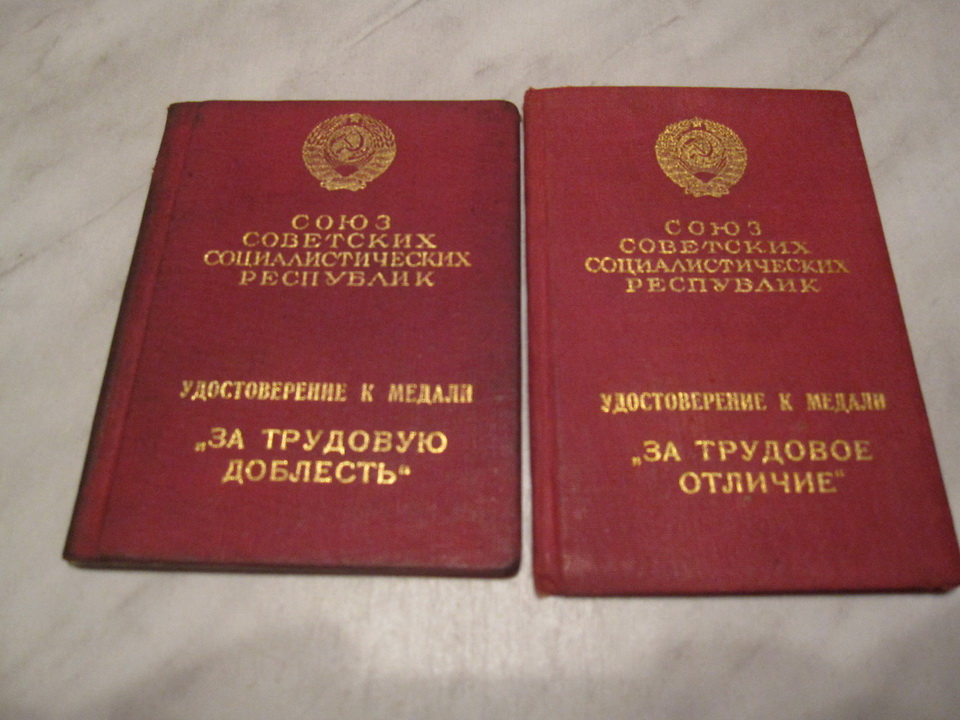 СОЮЗ
СОВЕТСКИХ
СОЦИАЛИСТИЧЕСКИХ
РЕСПУБЛИК
УДОСТОВЕРЕНИЕ К МЕДАЛИ
„ЗА ТРУДОВУЮ
ДОБЛЕСТЬ“
СОЮЗ
СОВЕТСКИХ
СОЦИАЛИСТИЧЕСКИХ
РЕСПУБЛИК
УДОСТОВЕРЕНИЕ К МЕДАЛИ
„ЗА ТРУДОВОЕ
ОТЛИЧИЕ“